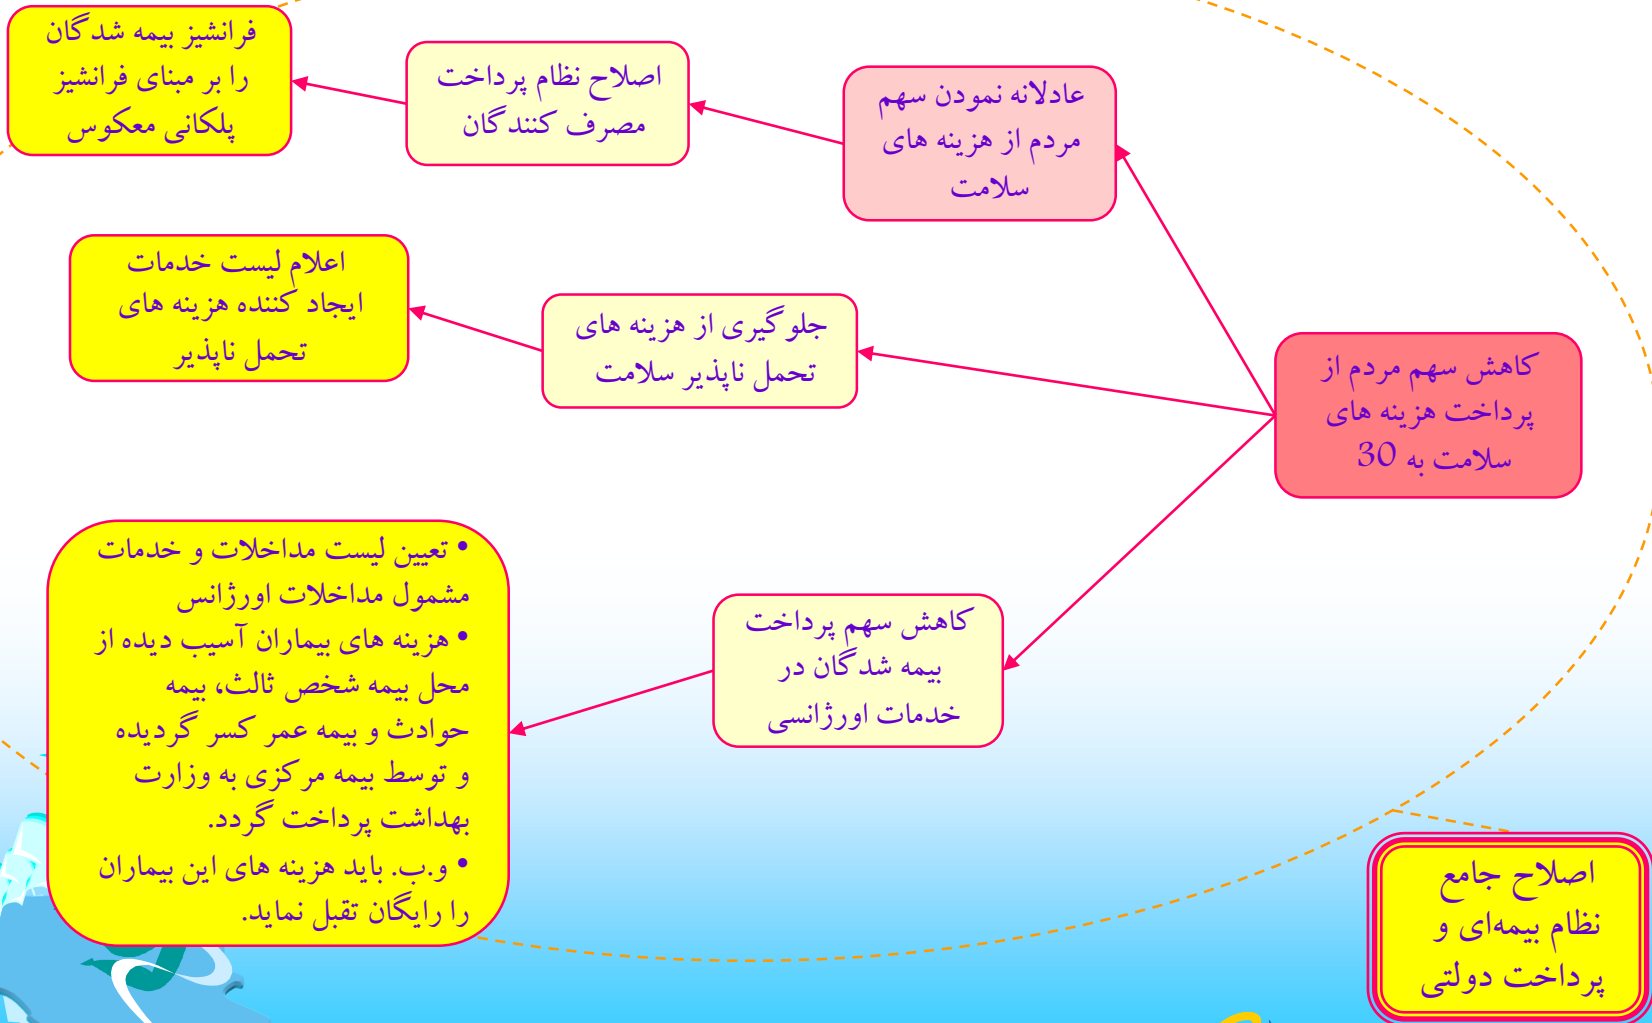 کاهش سهم مردم از
پرداخت هزینه های
سلامت به 30
عادلانه نمودن سهم
مردم از هزینه های
سلامت
اصلاح نظام پرداخت
مصرف کنندگان
فرانشیز بیمه شدگان
را بر مبنای فرانشیز
پلکانی معکوس
جلوگیری از هزینه های
تحمل ناپذیر سلامت
اعلام لیست خدمات
ایجاد کننده هزینه های
تحمل ناپذیر
کاهش سهم پرداخت
بیمه شدگان در
خدمات اورژانسی
• تعیین لیست مداخلات و خدمات
مشمول مداخلات اورژانس
• هزینه های بیماران آسیب دیده از
محل بیمه شخص ثالث، بیمه
حوادث و بیمه عمر کسر گردیده
و توسط بیمه مرکزی به وزارت
بهداشت پرداخت گردد.
• و.ب. باید هزینه های این بیماران
را رایگان تقبل نماید.
اصلاح جامع
نظام بیمه‌ای و
پرداخت دولتی